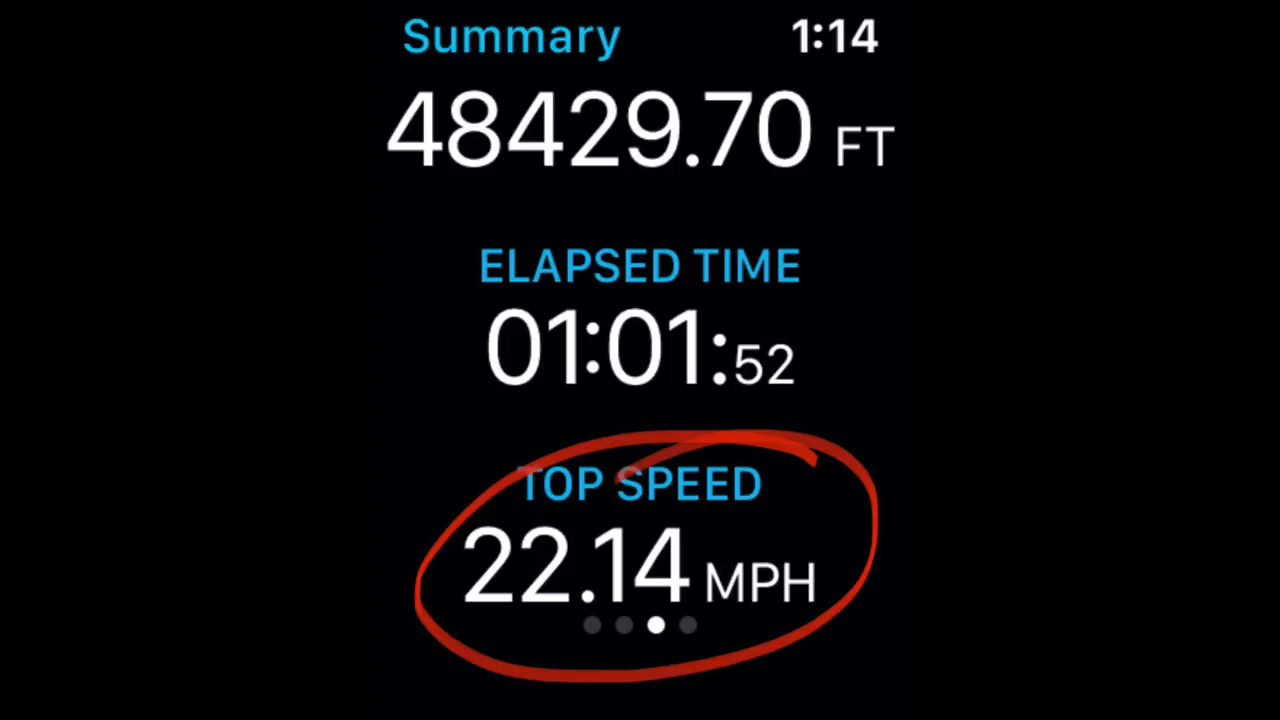 Summary 1:14
48429.70 FT
ELAPSED TIME
01:01:52
TOP SPEED
22.14 MPH